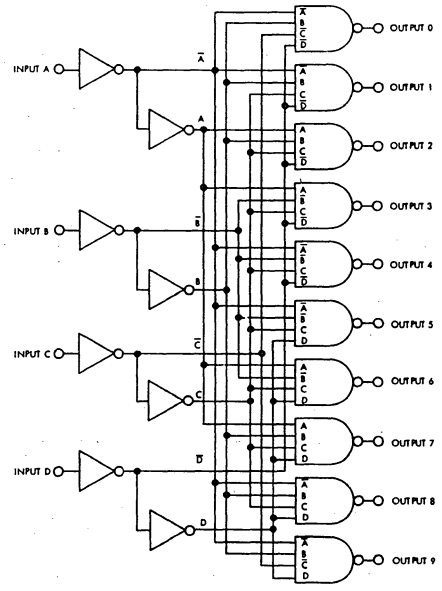 A̅
B
C̅
D̅
OUTPUT 0
INPUT A
A̅
A̅
B
C
D̅
OUTPUT 1
A
A
B
C
D̅
OUTPUT 2
A
B̅
C
D̅
OUTPUT 3
INPUT B
B̅
A̅
B̅
C
D̅
OUTPUT 4
B
A̅
B̅
C
D
OUTPUT 5
INPUT C
C̅
A
B̅
C
D
OUTPUT 6
C
A
B
C
D
OUTPUT 7
INPUT D
D̅
A̅
B
C
D
OUTPUT 8
D
A̅
B
C̅
D
OUTPUT 9